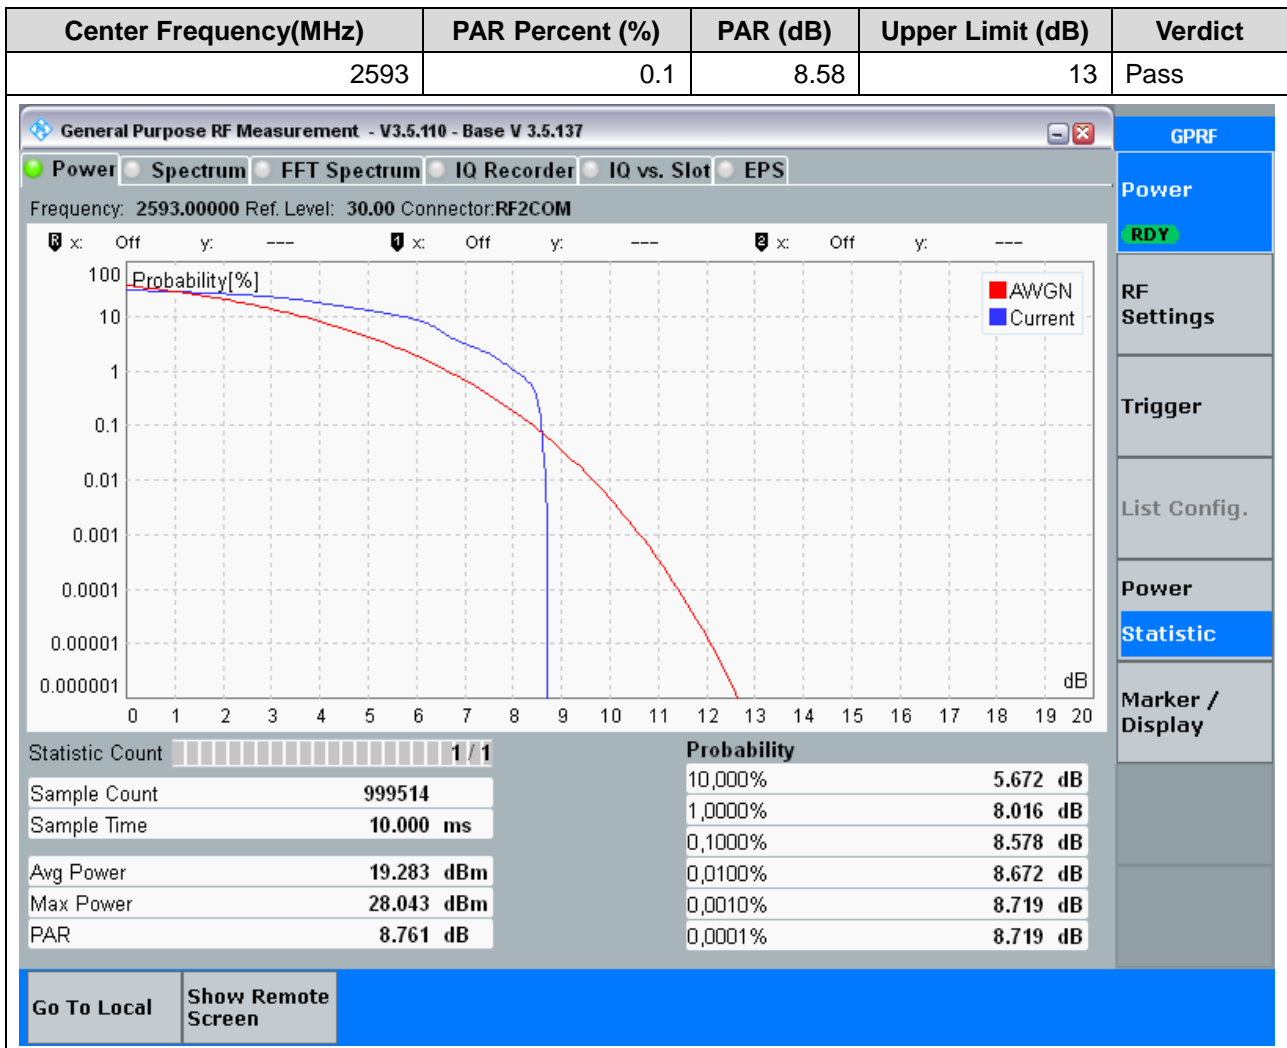 Center Frequency(MHz) PAR Percent (%) PAR (dB) Upper Limit (dB) Verdict
2593 0.1 8.58 13 Pass
General Purpose RF Measurement - V3.5.110 - Base V 3.5.137
GPRF
Power Spectrum FFT Spectrum IQ Recorder IQ vs. Slot EPS
Frequency: 2593.00000 Ref. Level: 30.00 Connector:RF2COM
R x: Off y: --- 1 x: Off y: --- 2 x: Off y: ---
Power
RDY
RF
Settings
Trigger
List Config.
Power
Statistic
Marker /
Display
Probability[%]
AWGN
Current
100
10
1
0.1
0.01
0.001
0.0001
0.00001
0.000001
dB
0 1 2 3 4 5 6 7 8 9 10 11 12 13 14 15 16 17 18 19 20
Statistic Count 1 / 1
Sample Count 999514
Sample Time 10.000 ms
Avg Power 19.283 dBm
Max Power 28.043 dBm
PAR 8.761 dB
Probability
10,000% 5.672 dB
1,0000% 8.016 dB
0,1000% 8.578 dB
0,0100% 8.672 dB
0,0010% 8.719 dB
0,0001% 8.719 dB
Go To Local
Show Remote
Screen